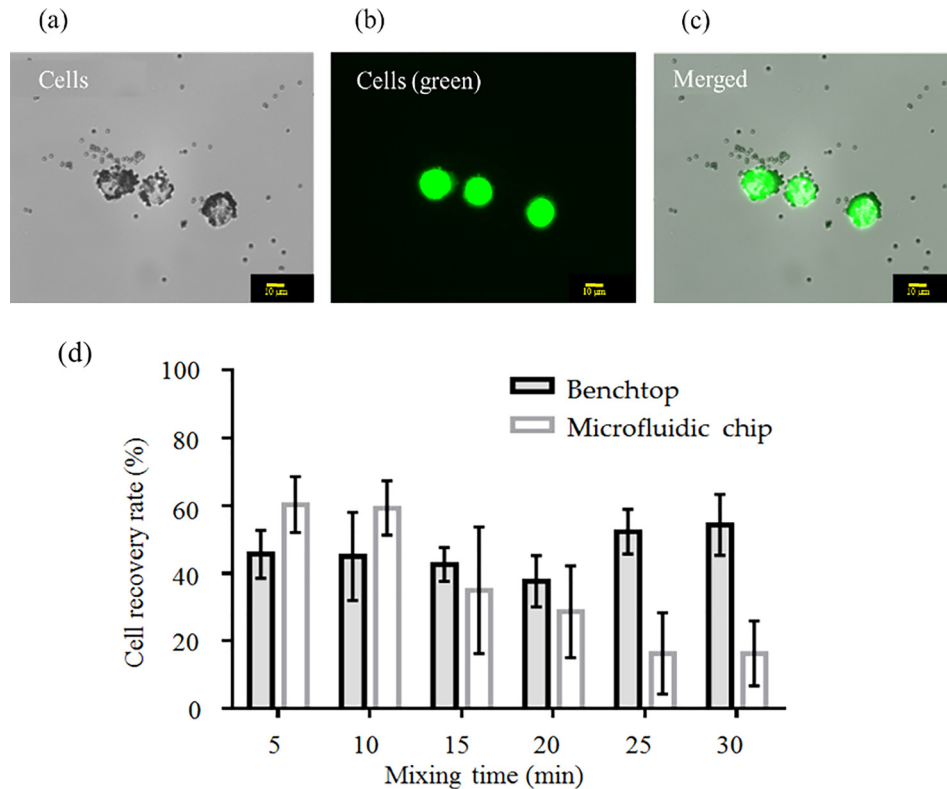 (a)
(b)
(c)
Cells
Cells (green)
Merged
10 μm
10 μm
10 μm
(d)
100
80
60
40
20
0
Cell recovery rate (%)
Benchtop
Microfluidic chip
5 10 15 20 25 30
Mixing time (min)